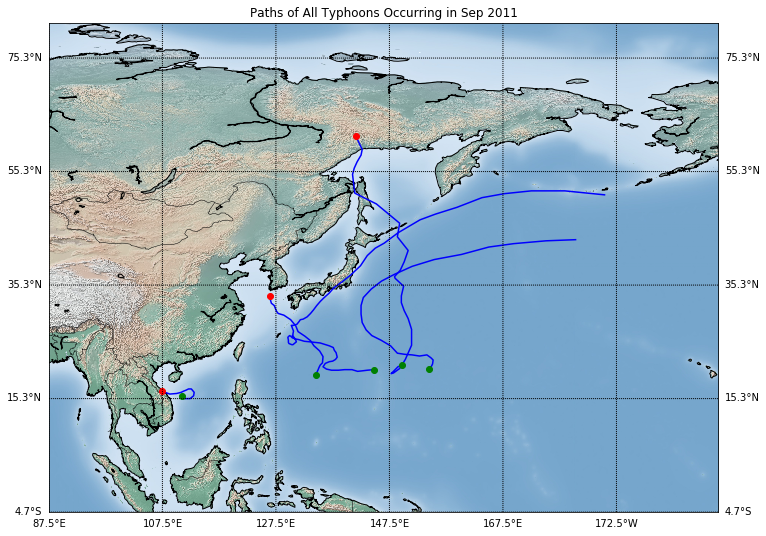 Paths of All Typhoons Occurring in Sep 2011
75.3°N 75.3°N
55.3°N 55.3°N
35.3°N 35.3°N
15.3°N 15.3°N
4.7°S 4.7°S
87.5°E 107.5°E 127.5°E 147.5°E 167.5°E 172.5°W